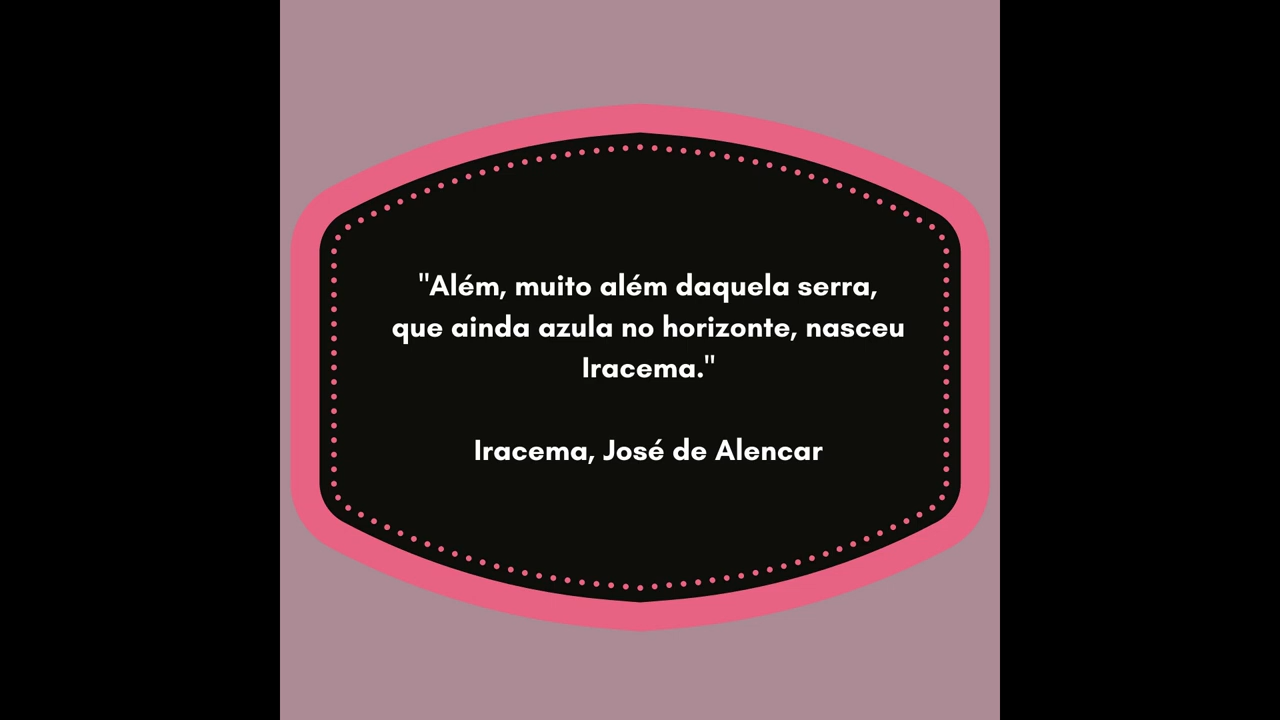 "Além, muito além daquela serra,
que ainda azula no horizonte, nasceu
Iracema."
Iracema, José de Alencar